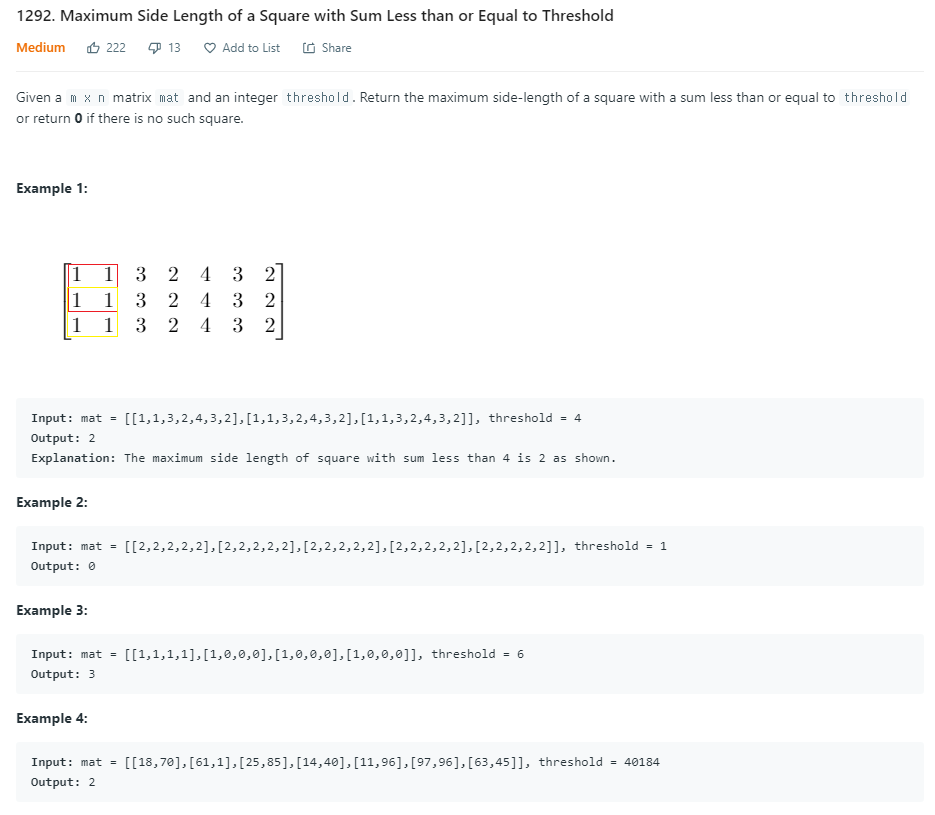 1292. Maximum Side Length of a Square with Sum Less than or Equal to Threshold
Medium 222 13 Add to List Share
Given a m x n matrix mat and an integer threshold. Return the maximum side-length of a square with a sum less than or equal to threshold
or return 0 if there is no such square.
Example 1:
1 1 3 2 4 3 2
1 1 3 2 4 3 2
1 1 3 2 4 3 2
Input: mat = [[1,1,3,2,4,3,2],[1,1,3,2,4,3,2],[1,1,3,2,4,3,2]], threshold = 4
Output: 2
Explanation: The maximum side length of square with sum less than 4 is 2 as shown.
Example 2:
Input: mat = [[2,2,2,2,2],[2,2,2,2,2],[2,2,2,2,2],[2,2,2,2,2],[2,2,2,2,2]], threshold = 1
Output: 0
Example 3:
Input: mat = [[1,1,1,1],[1,0,0,0],[1,0,0,0],[1,0,0,0]], threshold = 6
Output: 3
Example 4:
Input: mat = [[18,70],[61,1],[25,85],[14,40],[11,96],[97,96],[63,45]], threshold = 40184
Output: 2